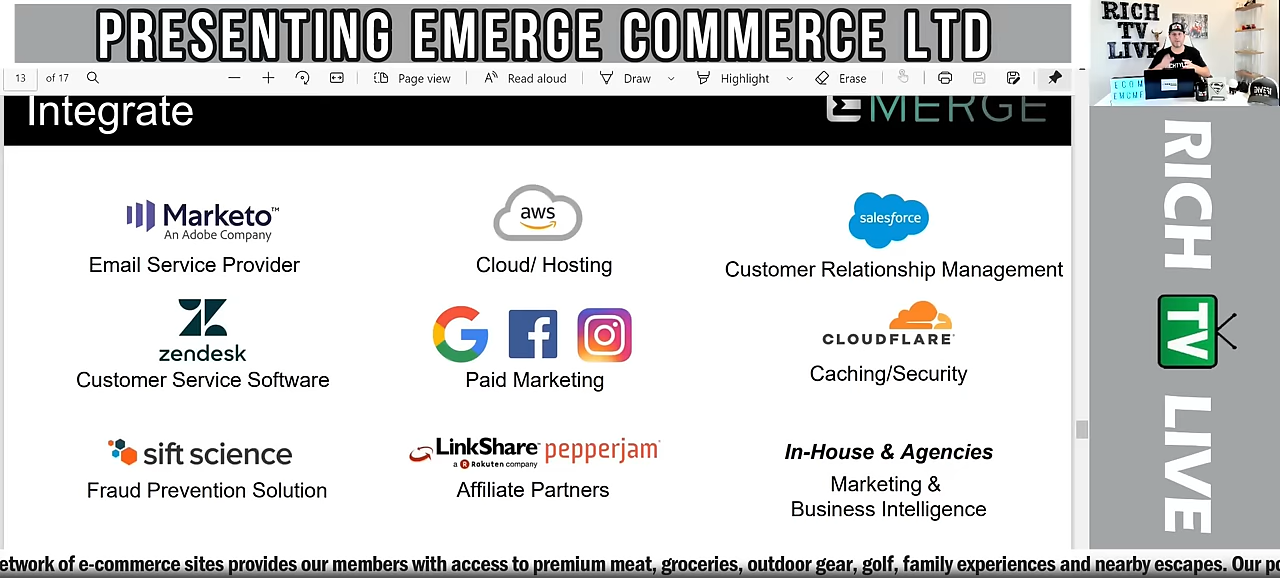 PRESENTING EMERGE COMMERCE LTD
RICH
TV
LIVE
13 of 17
Page view
Read aloud
Draw
Highlight
Erase
Integrate
EMERGE
Marketo™
An Adobe Company
Email Service Provider
aws
Cloud/ Hosting
salesforce
Customer Relationship Management
zendesk
Customer Service Software
G f
Paid Marketing
CLOUDFLARE
Caching/Security
sift science
Fraud Prevention Solution
LinkShare
a R Rakuten company
pepperjam
Affiliate Partners
In-House & Agencies
Marketing &
Business Intelligence
RICH
TV
LIVE
etwork of e-commerce sites provides our members with access to premium meat, groceries, outdoor gear, golf, family experiences and nearby escapes. Our po